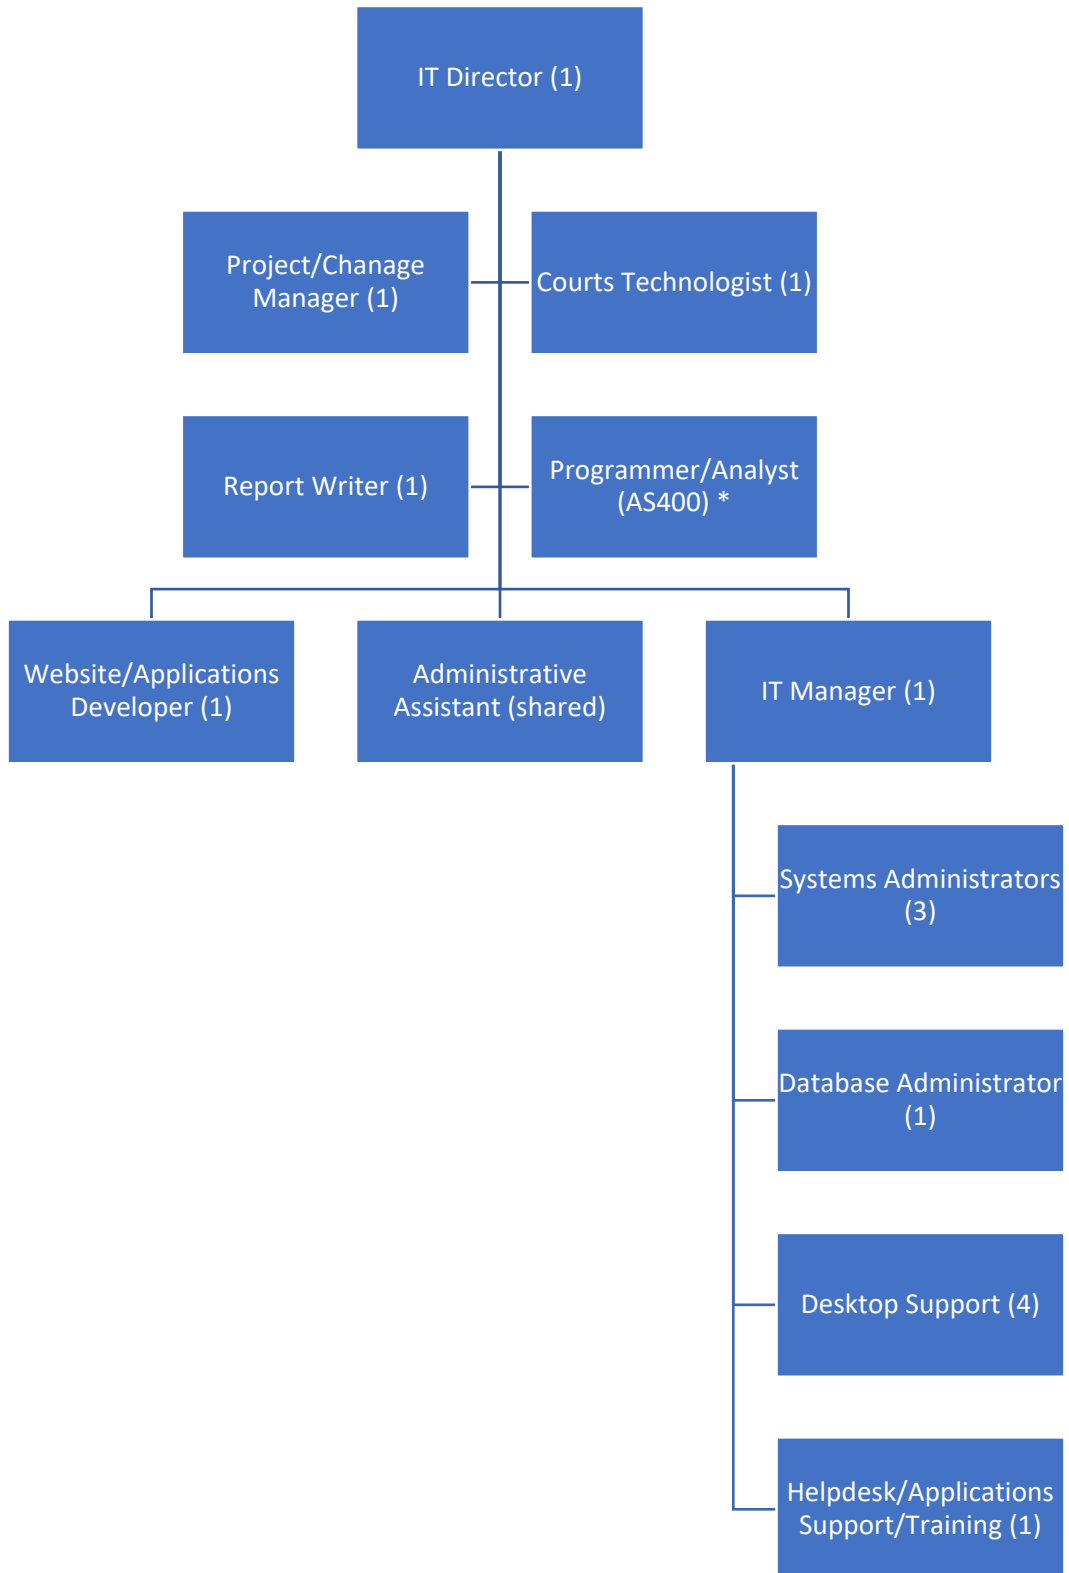 IT Director (1)
Project/Chanage
Manager (1)
Courts Technologist (1)
Report Writer (1)
Programmer/Analyst
(AS400) *
Website/Applications
Developer (1)
Administrative
Assistant (shared)
IT Manager (1)
Systems Administrators
(3)
Database Administrator
(1)
Desktop Support (4)
Helpdesk/Applications
Support/Training (1)